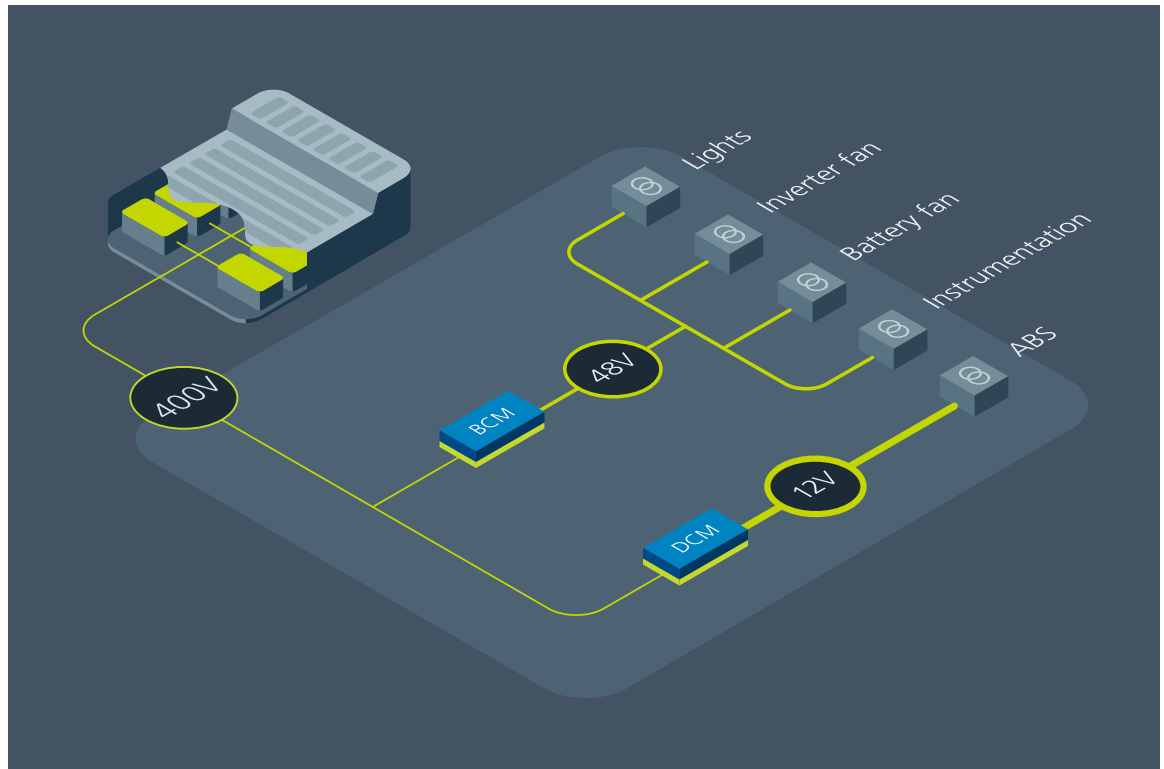 Lights
Inverter fan
Battery fan
Instrumentation
ABS
400V
48V
BCM
12V
DCM